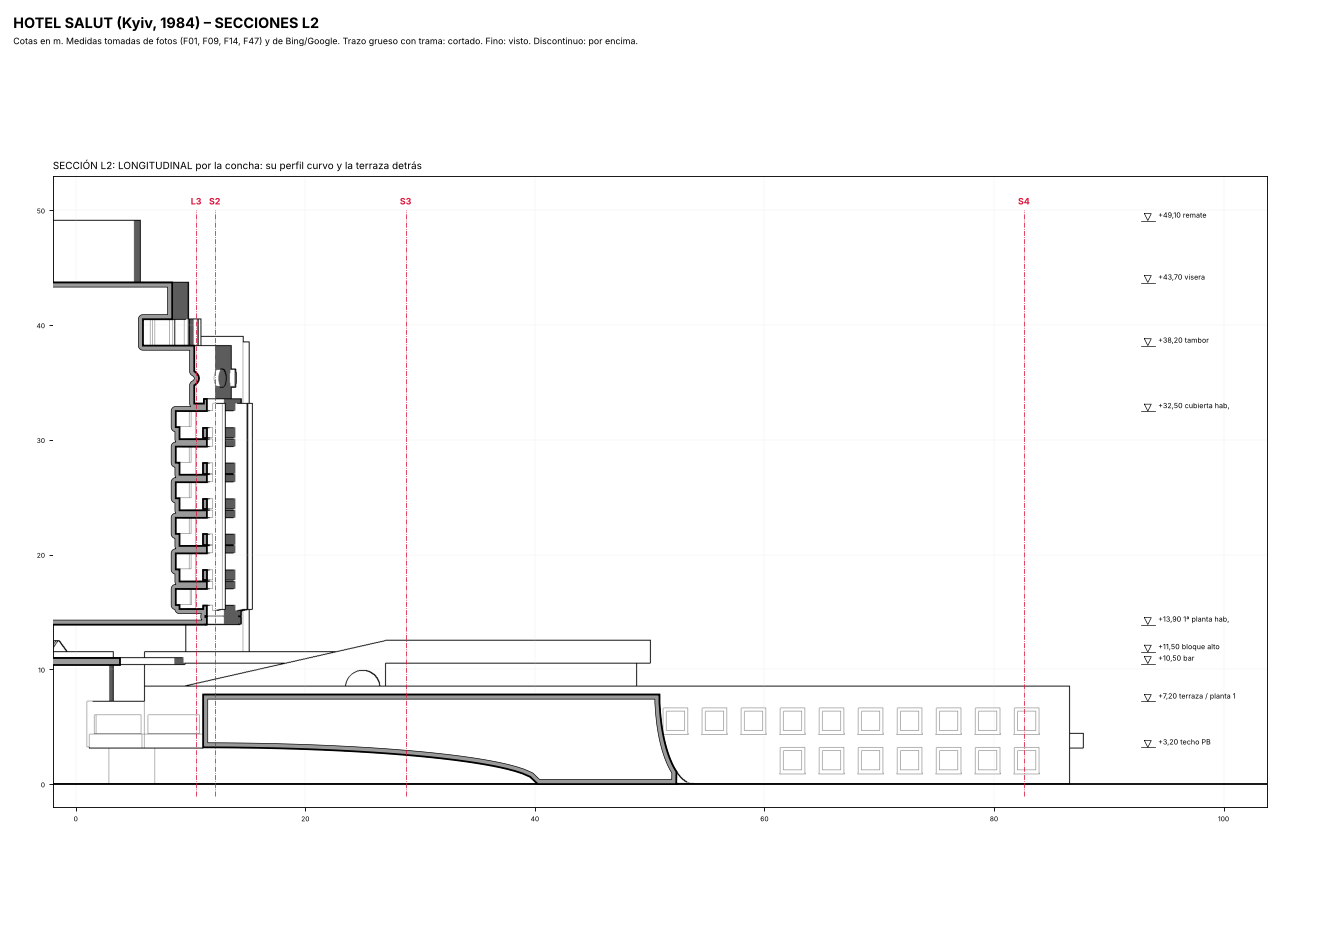 HOTEL SALUT (Kyiv, 1984) – SECCIONES L2
Cotas en m. Medidas tomadas de fotos (F01, F09, F14, F47) y de Bing/Google. Trazo grueso con trama: cortado. Fino: visto. Discontinuo: por encima.
SECCIÓN L2: LONGITUDINAL por la concha: su perfil curvo y la terraza detrás
L3 S2 S3 S4
50
+49,10 remate
+43,70 visera
40
+38,20 tambor
+32,50 cubierta hab,
30
20
+13,90 1ª planta hab,
+11,50 bloque alto
+10,50 bar
10
+7,20 terraza / planta 1
+3,20 techo PB
0
0 20 40 60 80 100